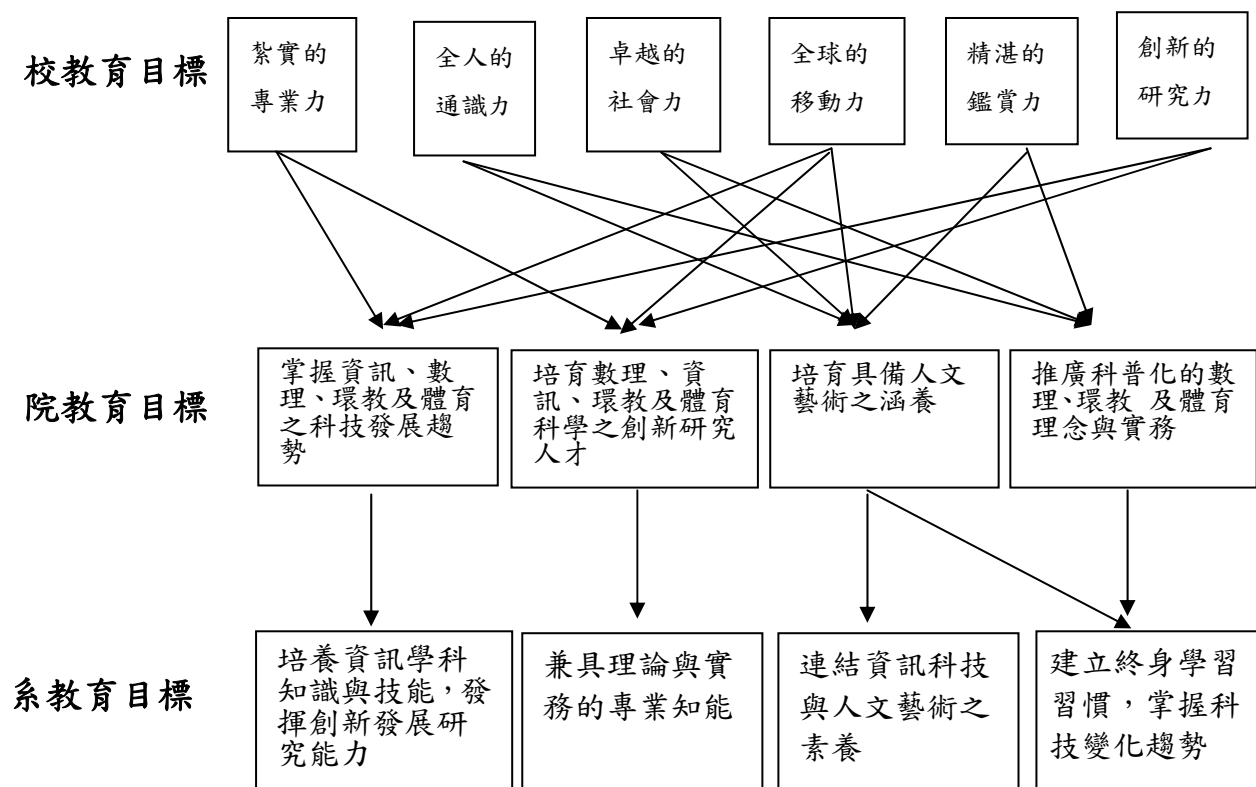 校教育目標
紮實的
專業力
全人的
通識力
卓越的
社會力
全球的
移動力
精湛的
鑑賞力
創新的
研究力
院教育目標
掌握資訊、數
理、環教及體育
之科技發展趨
勢
培育數理、資
訊、環教及體育
科學之創新研究
人才
培育具備人文
藝術之涵養
推廣科普化的數
理、環教 及體育
理念與實務
系教育目標
培養資訊學科
知識與技能，發
揮創新發展研
究能力
兼具理論與實
務的專業知能
連結資訊科技
與人文藝術之
素養
建立終身學習
習慣，掌握科
技變化趨勢